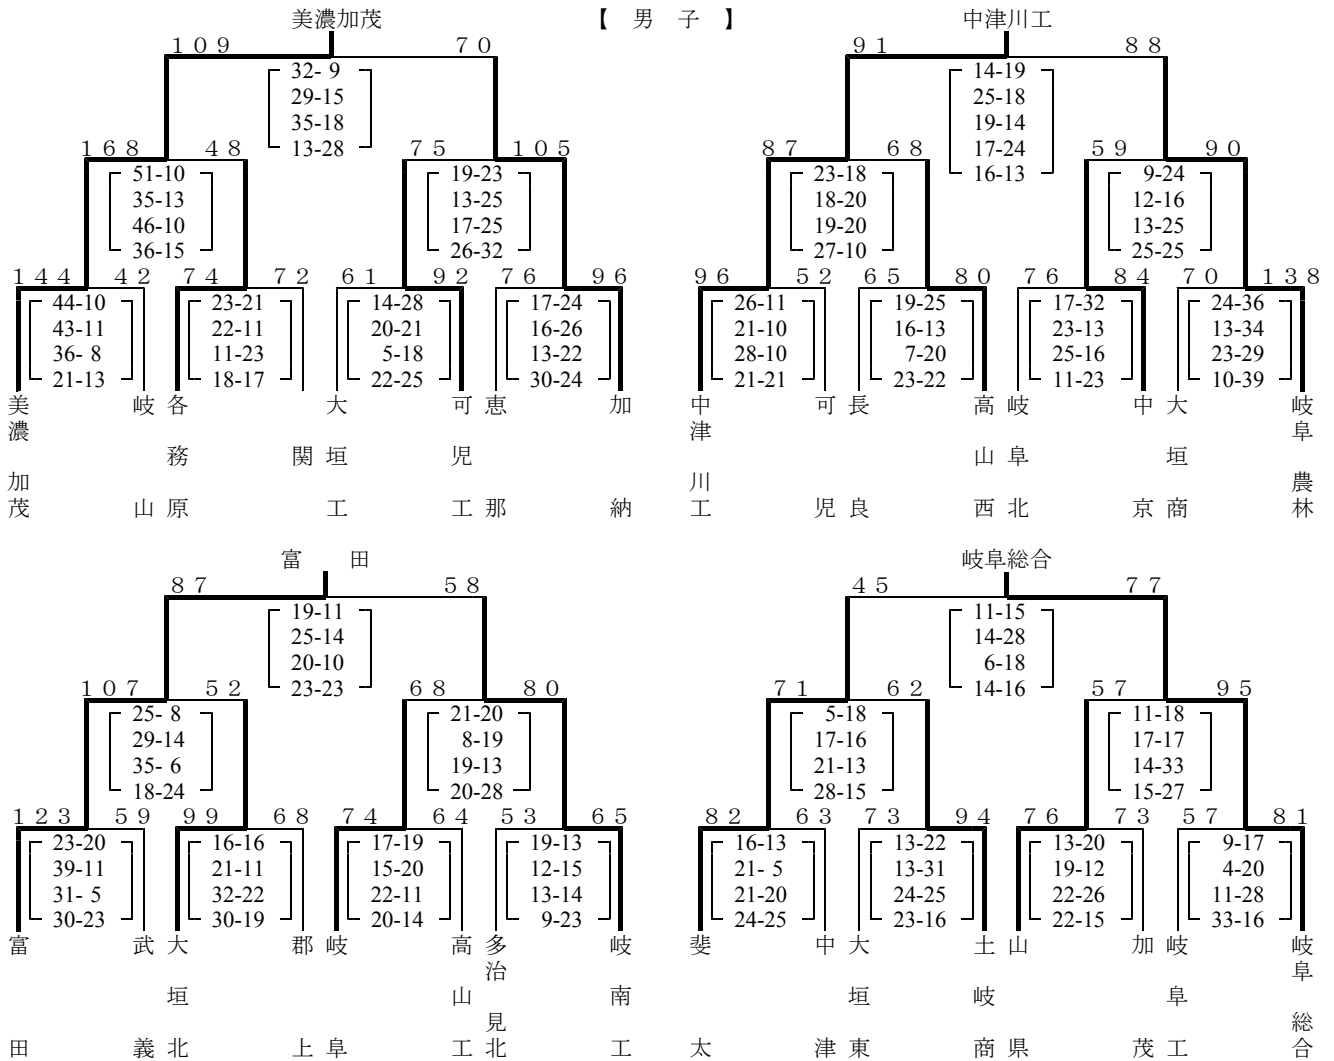 【 男 子 】
美濃加茂
109 70
32- 9
29-15
35-18
13-28
168 48 75 105
51-10
35-13
46-10
36-15
19-23
13-25
17-25
26-32
144 42 74 72 61 92 76 96
44-10
43-11
36- 8
21-13
23-21
22-11
11-23
18-17
14-28
20-21
5-18
22-25
17-24
16-26
13-22
30-24
美濃加茂
岐山
各務原
関
大垣工
可児工
恵那
加納
中津川工
91 88
14-19
25-18
19-14
17-24
16-13
87 68 59 90
23-18
18-20
19-20
27-10
9-24
12-16
13-25
25-25
96 52 65 80 76 84 70 138
26-11
21-10
28-10
21-21
19-25
16-13
7-20
23-22
17-32
23-13
25-16
11-23
24-36
13-34
23-29
10-39
中津川工
可児
長良
高山西
岐阜北
中京
大垣商
岐阜農林
富 田
87 58
19-11
25-14
20-10
23-23
107 52 68 80
25- 8
29-14
35- 6
18-24
21-20
8-19
19-13
20-28
123 59 99 68 74 64 53 65
23-20
39-11
31- 5
30-23
16-16
21-11
32-22
30-19
17-19
15-20
22-11
20-14
19-13
12-15
13-14
9-23
富田
武義
大垣北
郡上
岐阜
高山工
多治見北
岐南工
岐阜総合
45 77
11-15
14-28
6-18
14-16
71 62 57 95
5-18
17-16
21-13
28-15
11-18
17-17
14-33
15-27
82 63 73 94 76 73 57 81
16-13
21- 5
21-20
24-25
13-22
13-31
24-25
23-16
13-20
19-12
22-26
22-15
9-17
4-20
11-28
33-16
斐太
中津
大垣東
土岐商
山県
加茂
岐阜工
岐阜総合